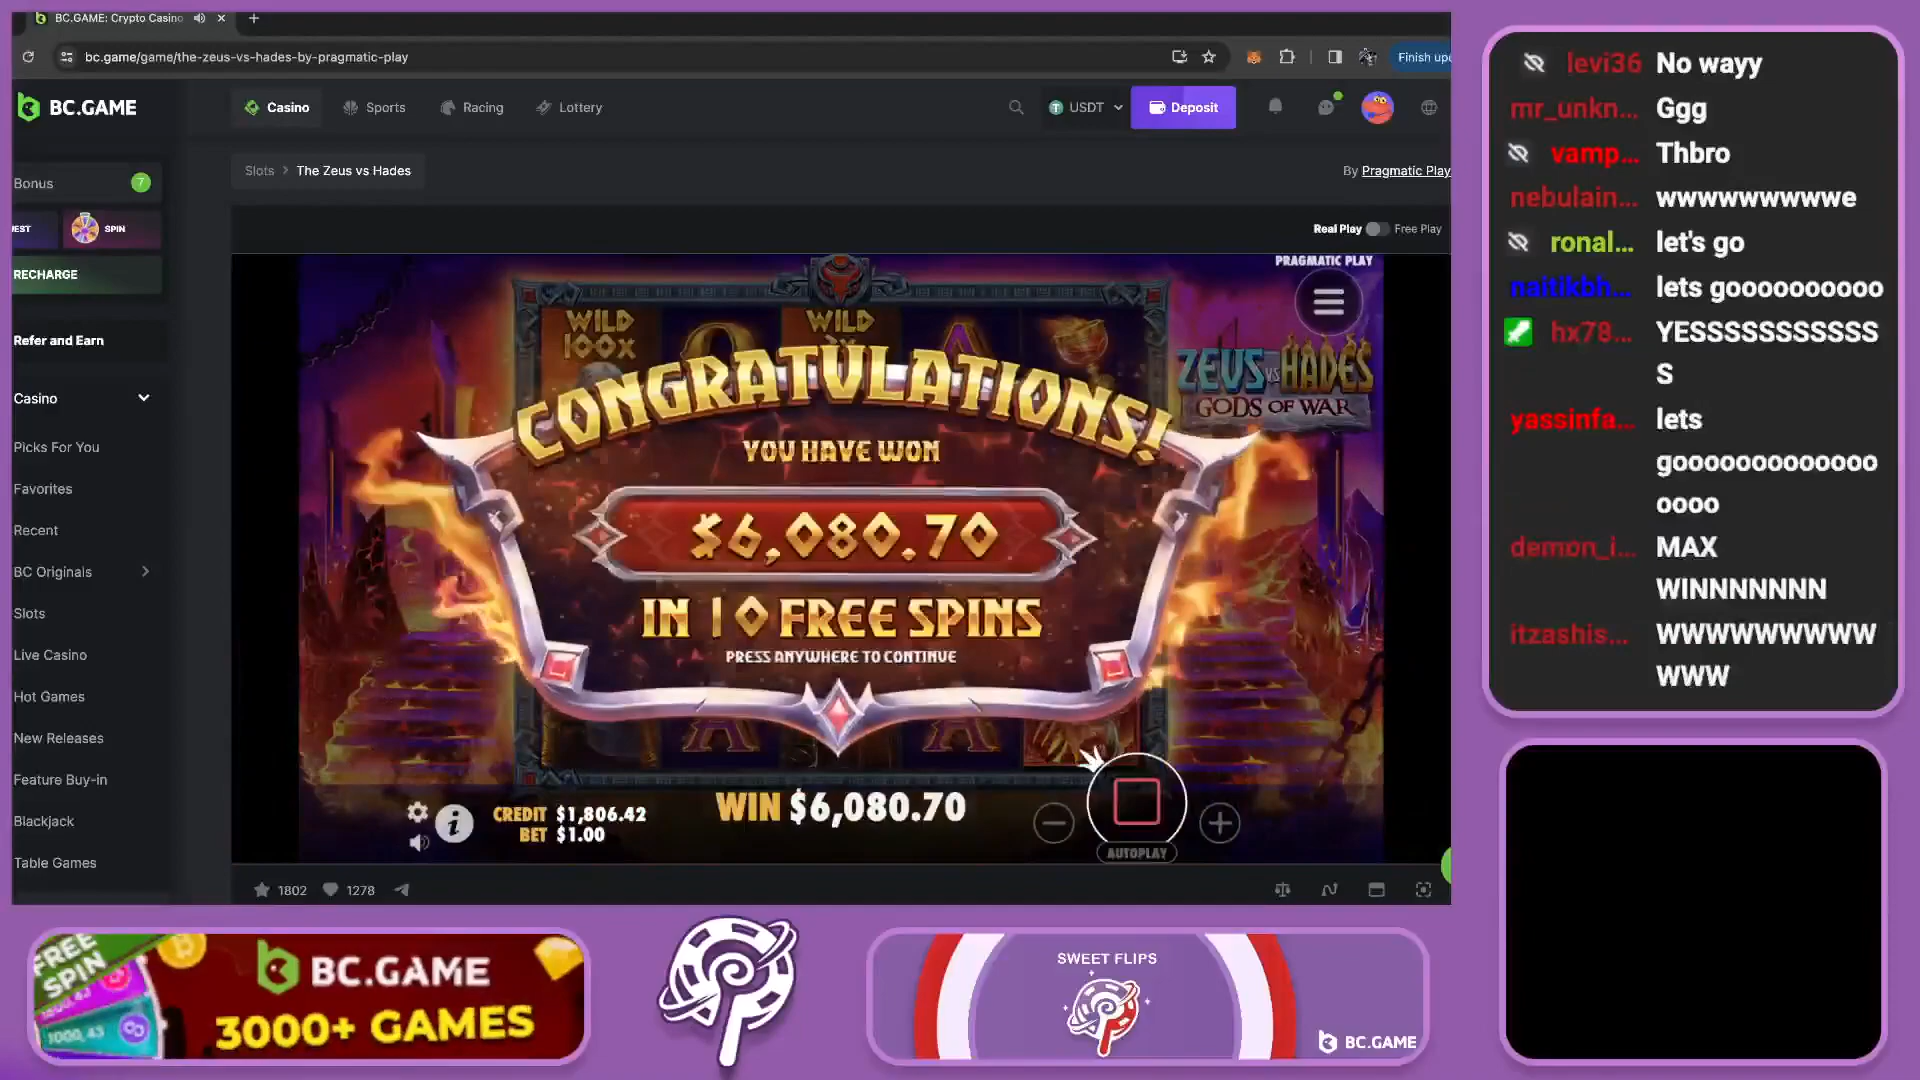 BC.GAME: Crypto Casino
bc.game/game/the-zeus-vs-hades-by-pragmatic-play
Finish upd
BC.GAME
Casino
Sports
Racing
Lottery
USDT
Deposit
Bonus
7
EST
SPIN
RECHARGE
Refer and Earn
Casino
Picks For You
Favorites
Recent
BC Originals
Slots
Live Casino
Hot Games
New Releases
Feature Buy-in
Blackjack
Table Games
Slots > The Zeus vs Hades
By Pragmatic Play
Real Play
Free Play
PRAGMATIC PLAY
WILD
100x
WILD
ZEUS VS HADES
GODS OF WAR
CONGRATULATIONS!
YOU HAVE WON
$6,080.70
IN 10 FREE SPINS
PRESS ANYWHERE TO CONTINUE
CREDIT $1,806.42
BET $1.00
WIN $6,080.70
AUTOPLAY
1802
1278
levi36 No wayy
mr_unkn... Ggg
vamp... Thbro
nebulain... wwwwwwwwwe
ronal... let's go
naitikbh... lets goooooooooo
hx78... YESSSSSSSSSSS
S
yassinfa... lets
gooooooooooooo
oooo
demon_i... MAX
WINNNNNNN
itzashis... WWWWWWWWW
WWW
FREE
SPIN
BC.GAME
3000+ GAMES
SWEET FLIPS
BC.GAME